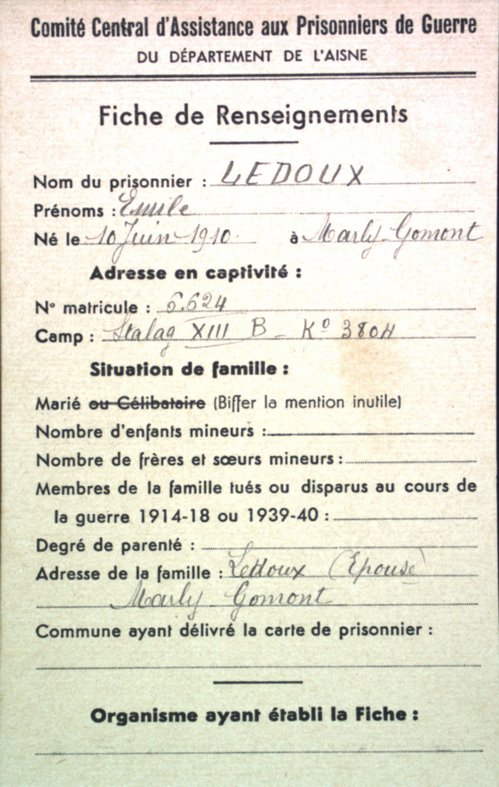 Comité Central d'Assistance aux Prisonniers de Guerre
DU DÉPARTEMENT DE L'AISNE
Fiche de Renseignements
Nom du prisonnier : LEDOUX
Prénoms : Emile
Né le 10 Juin 1910 à Marly-Gomont
Adresse en captivité :
Nº matricule : 6.624
Camp : Stalag XIII B - Kº 380H
Situation de famille :
Marié ou Célibataire (Biffer la mention inutile)
Nombre d'enfants mineurs :
Nombre de frères et sœurs mineurs :
Membres de la famille tués ou disparus au cours de
la guerre 1914-18 ou 1939-40 :
Degré de parenté :
Adresse de la famille : Ledoux (Epouse)
Marly Gomont
Commune ayant délivré la carte de prisonnier :
Organisme ayant établi la Fiche :